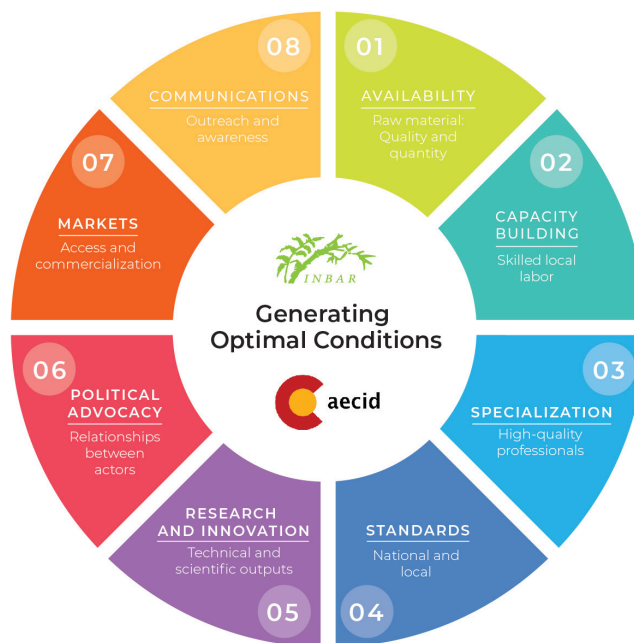 01
AVAILABILITY
Raw material:
Quality and
quantity
02
CAPACITY
BUILDING
Skilled local
labor
03
SPECIALIZATION
High-quality
professionals
04
STANDARDS
National and
local
05
RESEARCH
AND INNOVATION
Technical and
scientific outputs
06
POLITICAL
ADVOCACY
Relationships
between
actors
07
MARKETS
Access and
commercialization
08
COMMUNICATIONS
Outreach and
awareness
INBAR
Generating
Optimal Conditions
aecid